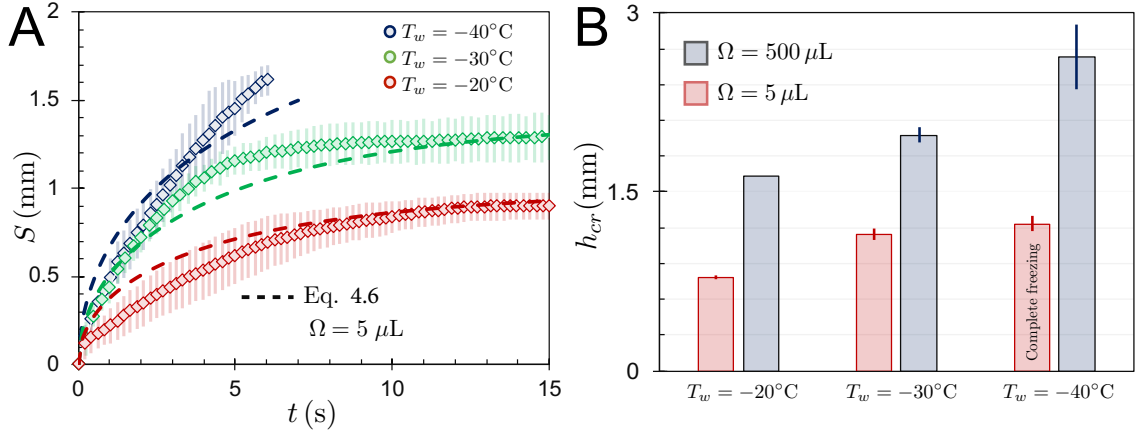 A
2
1.5
1
0.5
0
S (mm)
0
5
10
15
t (s)
T_w = −40°C
T_w = −30°C
T_w = −20°C
Eq. 4.6
Ω = 5 μL
B
3
1.5
0
h_cr (mm)
Ω = 500 μL
Ω = 5 μL
Complete freezing
T_w = −20°C
T_w = −30°C
T_w = −40°C